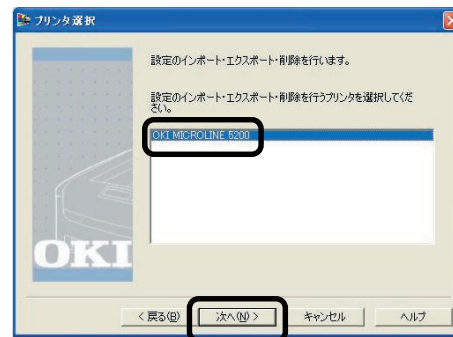 プリンタ選択
設定のインポート・エクスポート・削除を行います。
設定のインポート・エクスポート・削除を行うプリンタを選択してくだ
さい。
OKI MICROLINE 5200
OKI
< 戻る(B) 次へ(N) > キャンセル ヘルプ